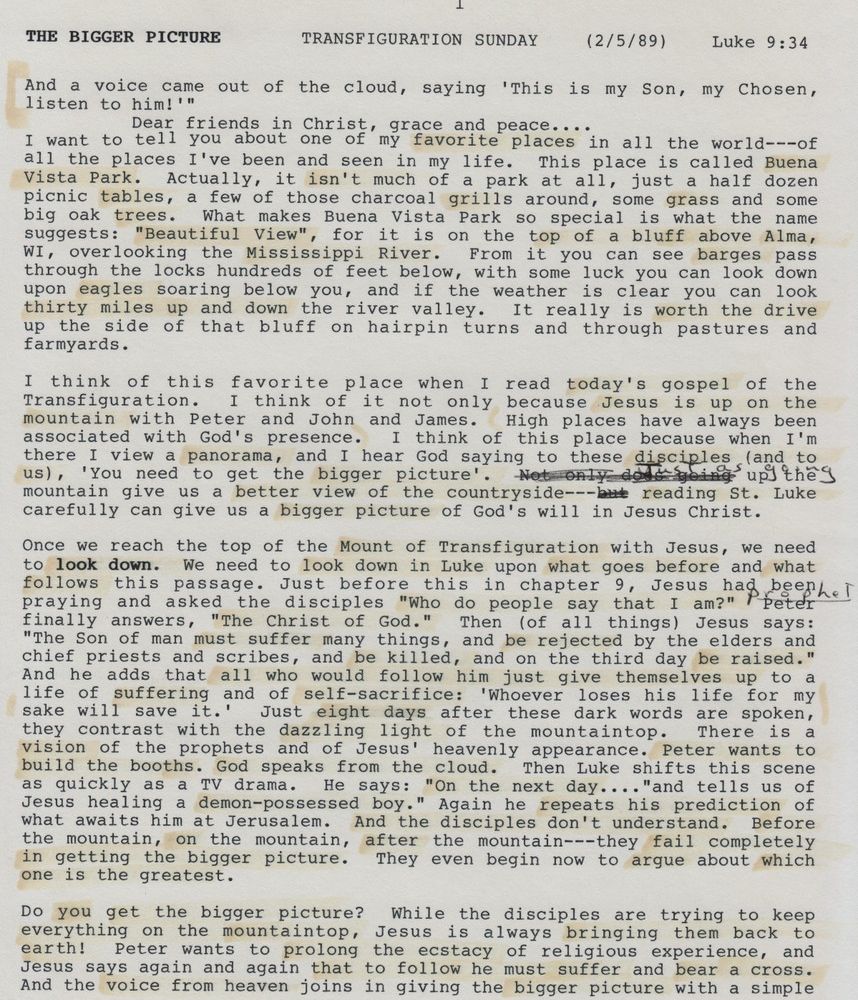 1
THE BIGGER PICTURE TRANSFIGURATION SUNDAY (2/5/89) Luke 9:34
And a voice came out of the cloud, saying 'This is my Son, my Chosen,
listen to him!'"
Dear friends in Christ, grace and peace....
I want to tell you about one of my favorite places in all the world---of
all the places I've been and seen in my life. This place is called Buena
Vista Park. Actually, it isn't much of a park at all, just a half dozen
picnic tables, a few of those charcoal grills around, some grass and some
big oak trees. What makes Buena Vista Park so special is what the name
suggests: "Beautiful View", for it is on the top of a bluff above Alma,
WI, overlooking the Mississippi River. From it you can see barges pass
through the locks hundreds of feet below, with some luck you can look down
upon eagles soaring below you, and if the weather is clear you can look
thirty miles up and down the river valley. It really is worth the drive
up the side of that bluff on hairpin turns and through pastures and
farmyards.
I think of this favorite place when I read today's gospel of the
Transfiguration. I think of it not only because Jesus is up on the
mountain with Peter and John and James. High places have always been
associated with God's presence. I think of this place because when I'm
there I view a panorama, and I hear God saying to these disciples (and to
us), 'You need to get the bigger picture'. Not only does going Just as going up the
mountain give us a better view of the countryside---but reading St. Luke
carefully can give us a bigger picture of God's will in Jesus Christ.
Once we reach the top of the Mount of Transfiguration with Jesus, we need
to look down. We need to look down in Luke upon what goes before and what
follows this passage. Just before this in chapter 9, Jesus had been
praying and asked the disciples "Who do people say that I am?" prophet Peter
finally answers, "The Christ of God." Then (of all things) Jesus says:
"The Son of man must suffer many things, and be rejected by the elders and
chief priests and scribes, and be killed, and on the third day be raised."
And he adds that all who would follow him just give themselves up to a
life of suffering and of self-sacrifice: 'Whoever loses his life for my
sake will save it.' Just eight days after these dark words are spoken,
they contrast with the dazzling light of the mountaintop. There is a
vision of the prophets and of Jesus' heavenly appearance. Peter wants to
build the booths. God speaks from the cloud. Then Luke shifts this scene
as quickly as a TV drama. He says: "On the next day...."and tells us of
Jesus healing a demon-possessed boy." Again he repeats his prediction of
what awaits him at Jerusalem. And the disciples don't understand. Before
the mountain, on the mountain, after the mountain---they fail completely
in getting the bigger picture. They even begin now to argue about which
one is the greatest.
Do you get the bigger picture? While the disciples are trying to keep
everything on the mountaintop, Jesus is always bringing them back to
earth! Peter wants to prolong the ecstacy of religious experience, and
Jesus says again and again that to follow he must suffer and bear a cross.
And the voice from heaven joins in giving the bigger picture with a simple